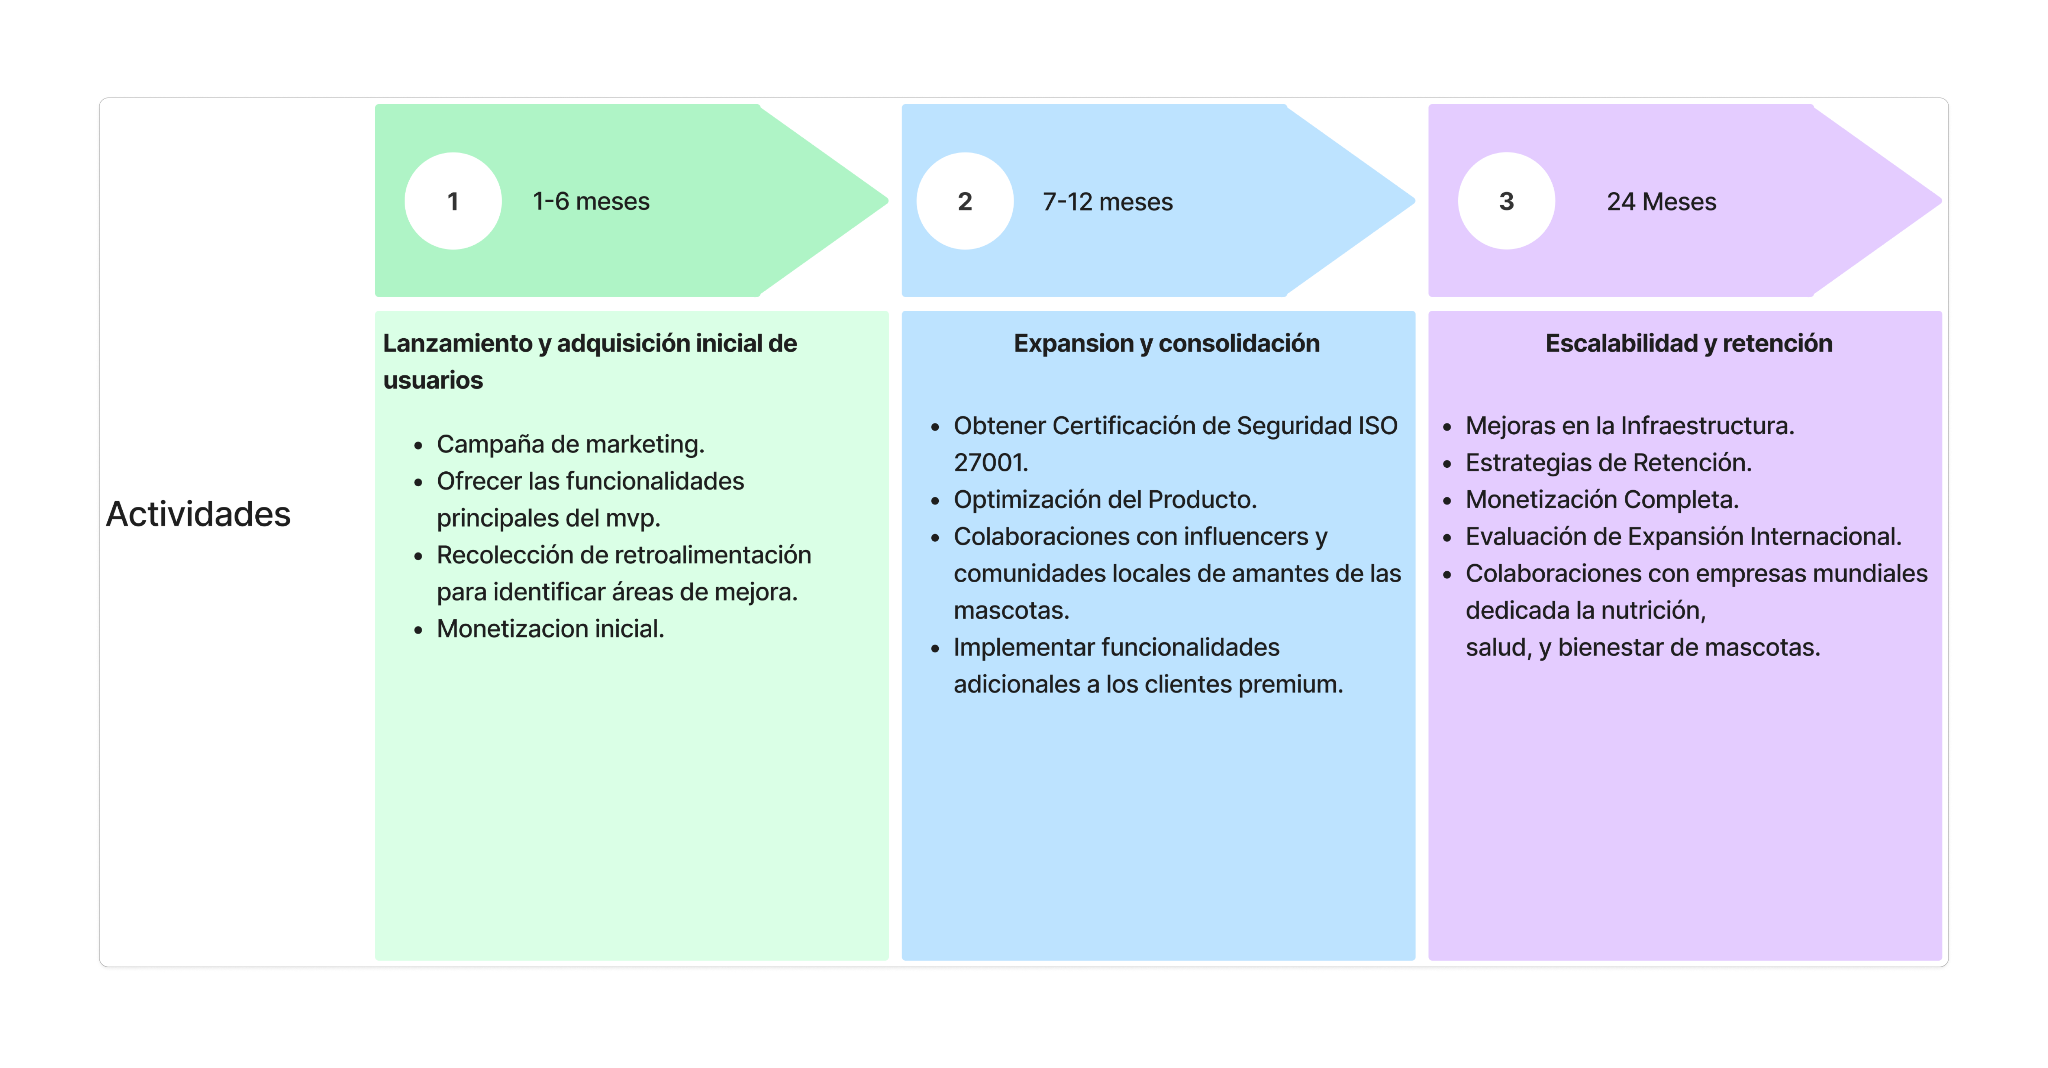 1
1-6 meses
2
7-12 meses
3
24 Meses
Actividades
Lanzamiento y adquisición inicial de
usuarios
• Campaña de marketing.
• Ofrecer las funcionalidades
principales del mvp.
• Recolección de retroalimentación
para identificar áreas de mejora.
• Monetizacion inicial.
Expansion y consolidación
• Obtener Certificación de Seguridad ISO
27001.
• Optimización del Producto.
• Colaboraciones con influencers y
comunidades locales de amantes de las
mascotas.
• Implementar funcionalidades
adicionales a los clientes premium.
Escalabilidad y retención
• Mejoras en la Infraestructura.
• Estrategias de Retención.
• Monetización Completa.
• Evaluación de Expansión Internacional.
• Colaboraciones con empresas mundiales
dedicada la nutrición,
salud, y bienestar de mascotas.